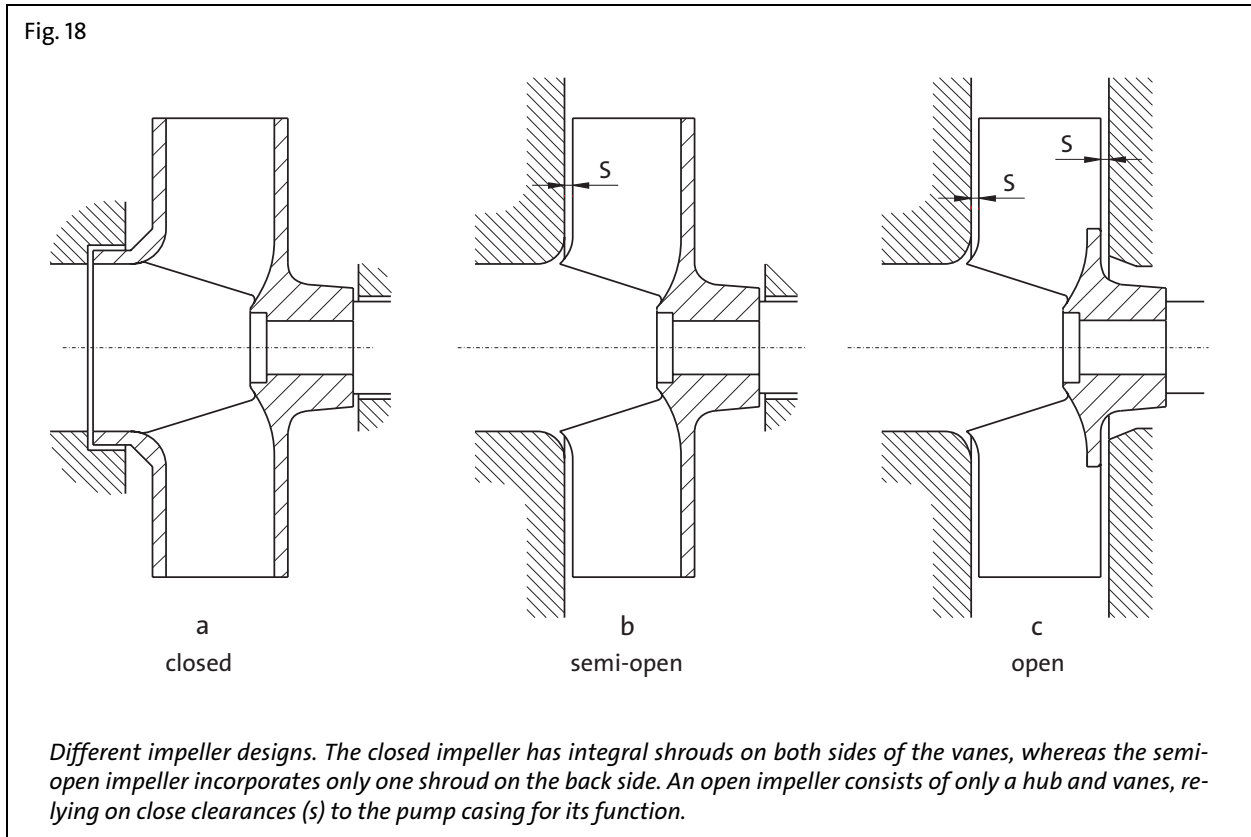 Fig. 18
S
S
S
a
b
c
closed
semi-open
open
Different impeller designs. The closed impeller has integral shrouds on both sides of the vanes, whereas the semi-
open impeller incorporates only one shroud on the back side. An open impeller consists of only a hub and vanes, re-
lying on close clearances (s) to the pump casing for its function.